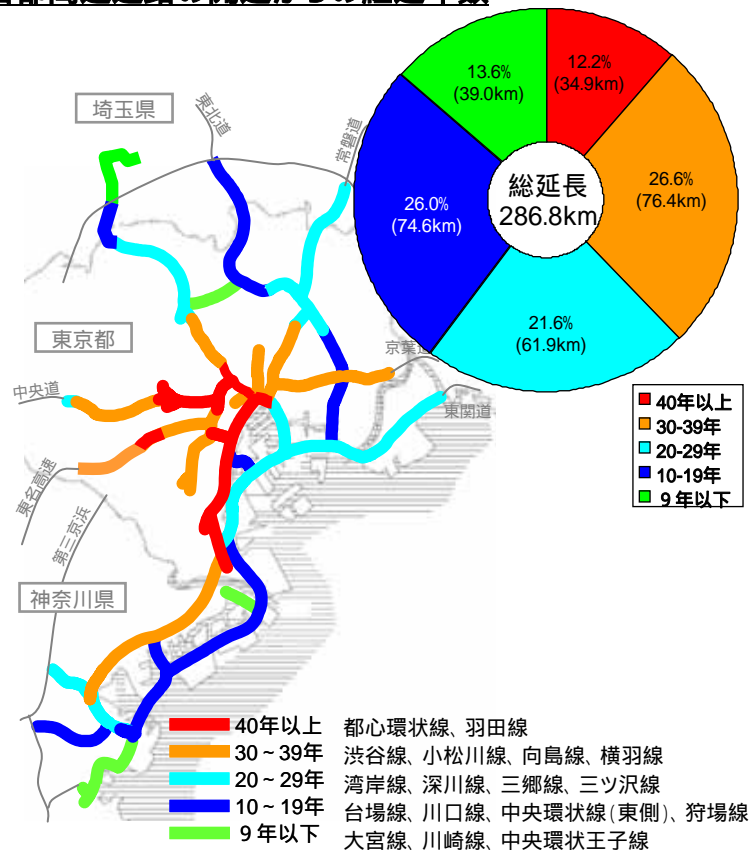 12.2%
(34.9km)
26.6%
(76.4km)
21.6%
(61.9km)
26.0%
(74.6km)
13.6%
(39.0km)
総延長
286.8km
埼玉県
東北道
常磐道
東京都
中央道
京葉道
東関道
東名高速
第三京浜
神奈川県
40年以上
30-39年
20-29年
10-19年
9年以下
40年以上 都心環状線、羽田線
30~39年 渋谷線、小松川線、向島線、横羽線
20~29年 湾岸線、深川線、三郷線、三ツ沢線
10~19年 台場線、川口線、中央環状線(東側)、狩場線
9年以下 大宮線、川崎線、中央環状王子線